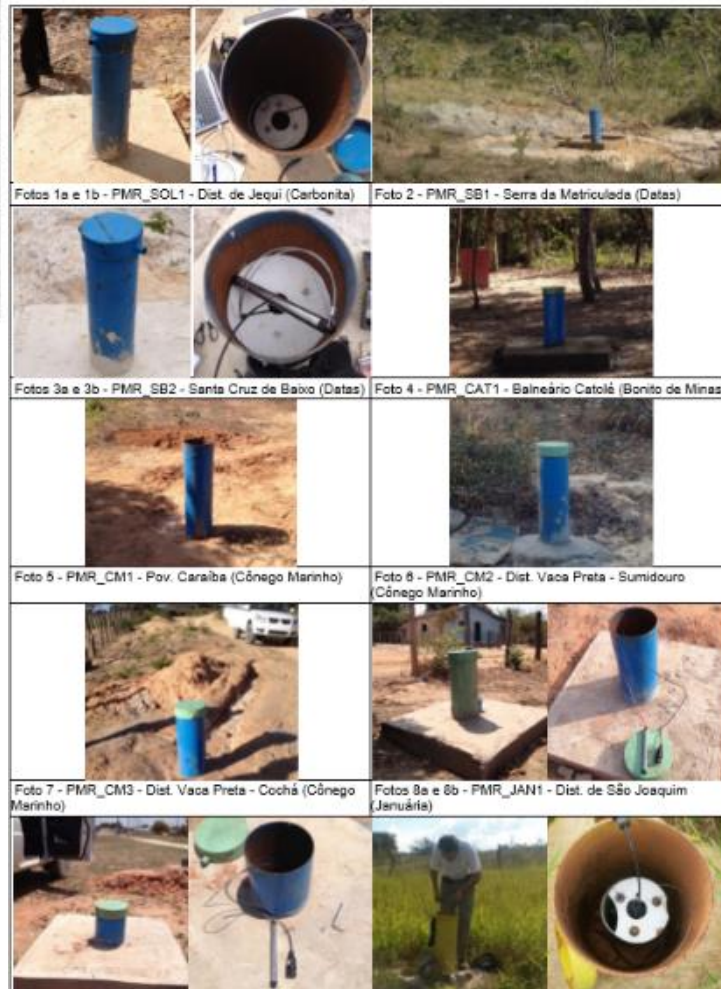 Fotos 1a e 1b - PMR_SOL1 - Dist. de Jequi (Carbonita)
Foto 2 - PMR_SB1 - Serra da Matriculada (Datas)
Fotos 3a e 3b - PMR_SB2 - Santa Cruz de Baixo (Datas)
Foto 4 - PMR_CAT1 - Balneário Catolé (Bonito de Minas
Foto 5 - PMR_CM1 - Pov. Caraíba (Cônego Marinho)
Foto 6 - PMR_CM2 - Dist. Vaca Preta - Sumidouro
(Cônego Marinho)
Foto 7 - PMR_CM3 - Dist. Vaca Preta - Cochá (Cônego
Marinho)
Fotos 8a e 8b - PMR_JAN1 - Dist. de São Joaquim
(Januária)